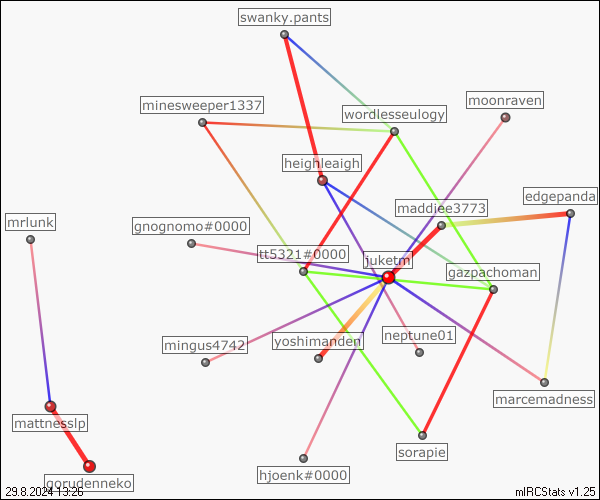 swanky.pants
minesweeper1337
moonraven
wordlesseulogy
heighleaigh
edgepanda
maddiee3773
mrlunk
gnognomo#0000
tt5321#0000
juketm
gazpachoman
mingus4742
yoshimanden
neptune01
marcemadness
mattnesslp
sorapie
hjoenk#0000
gorudenneko
29.8.2024 13:26
mIRCStats v1.25